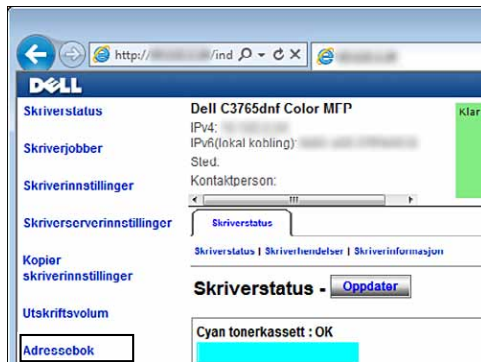 http:// /ind
DELL
Skriverstatus
Skriverjobber
Skriverinnstillinger
Skriverserverinnstillinger
Kopier
skriverinnstillinger
Utskriftsvolum
Adressebok
Dell C3765dnf Color MFP
IPv4:
IPv6(lokal kobling):
Sted:
Kontaktperson:
Klar
Skriverstatus
Skriverstatus | Skriverhendelser | Skriverinformasjon
Skriverstatus - Oppdater
Cyan tonerkassett : OK